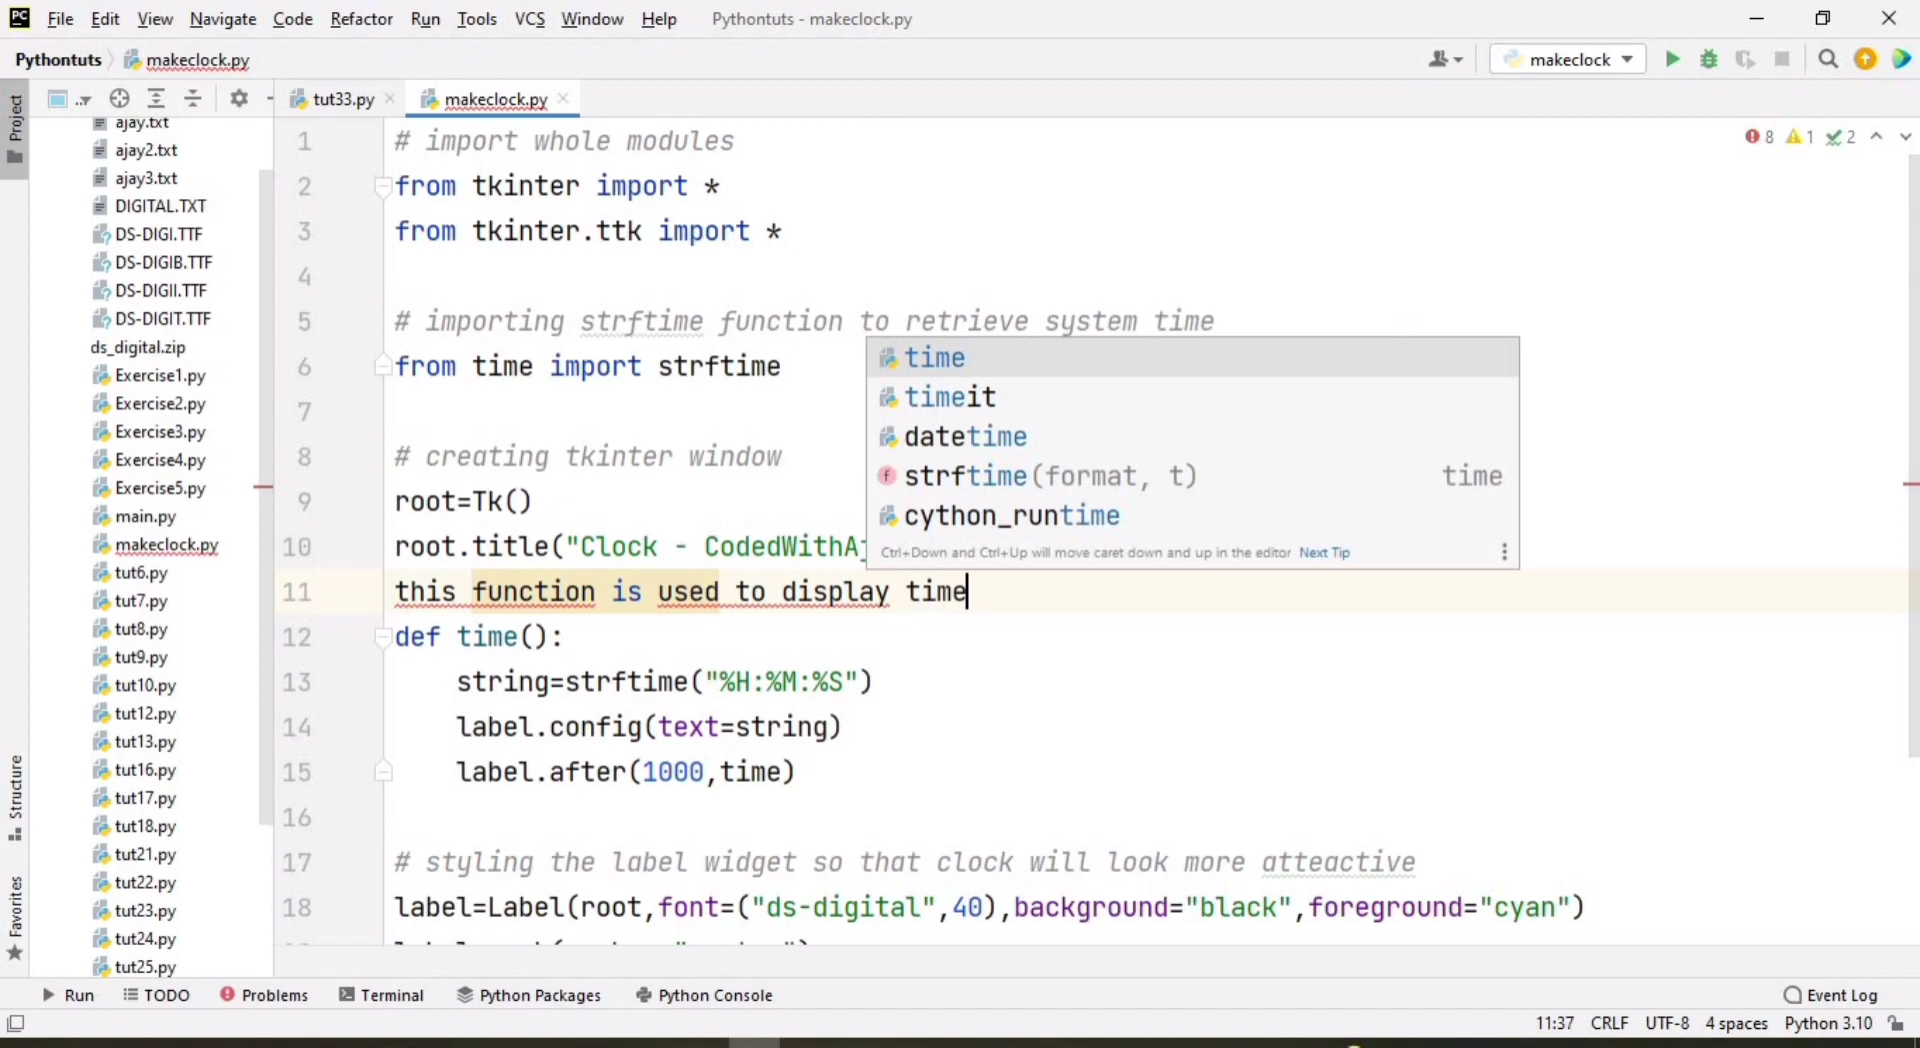 PC File Edit View Navigate Code Refactor Run Tools VCS Window Help Pythontuts - makeclock.py
Pythontuts makeclock.py makeclock
Project tut33.py makeclock.py
ajay.txt
ajay2.txt
ajay3.txt
DIGITAL.TXT
DS-DIGI.TTF
DS-DIGIB.TTF
DS-DIGII.TTF
DS-DIGIT.TTF
ds_digital.zip
Exercise1.py
Exercise2.py
Exercise3.py
Exercise4.py
Exercise5.py
main.py
makeclock.py
tut6.py
tut7.py
tut8.py
tut9.py
tut10.py
tut12.py
tut13.py
tut16.py
tut17.py
tut18.py
tut21.py
tut22.py
tut23.py
tut24.py
tut25.py
Structure
Favorites
8 1 2
1 # import whole modules
2 from tkinter import *
3 from tkinter.ttk import *
4
5 # importing strftime function to retrieve system time
6 from time import strftime
7
8 # creating tkinter window
9 root=Tk()
10 root.title("Clock - CodedWithAj
11 this function is used to display time
12 def time():
13 string=strftime("%H:%M:%S")
14 label.config(text=string)
15 label.after(1000,time)
16
17 # styling the label widget so that clock will look more atteactive
18 label=Label(root,font=("ds-digital",40),background="black",foreground="cyan")
time
timeit
datetime
f strftime(format, t) time
cython_runtime
Ctrl+Down and Ctrl+Up will move caret down and up in the editor Next Tip
Run TODO Problems Terminal Python Packages Python Console Event Log
11:37 CRLF UTF-8 4 spaces Python 3.10